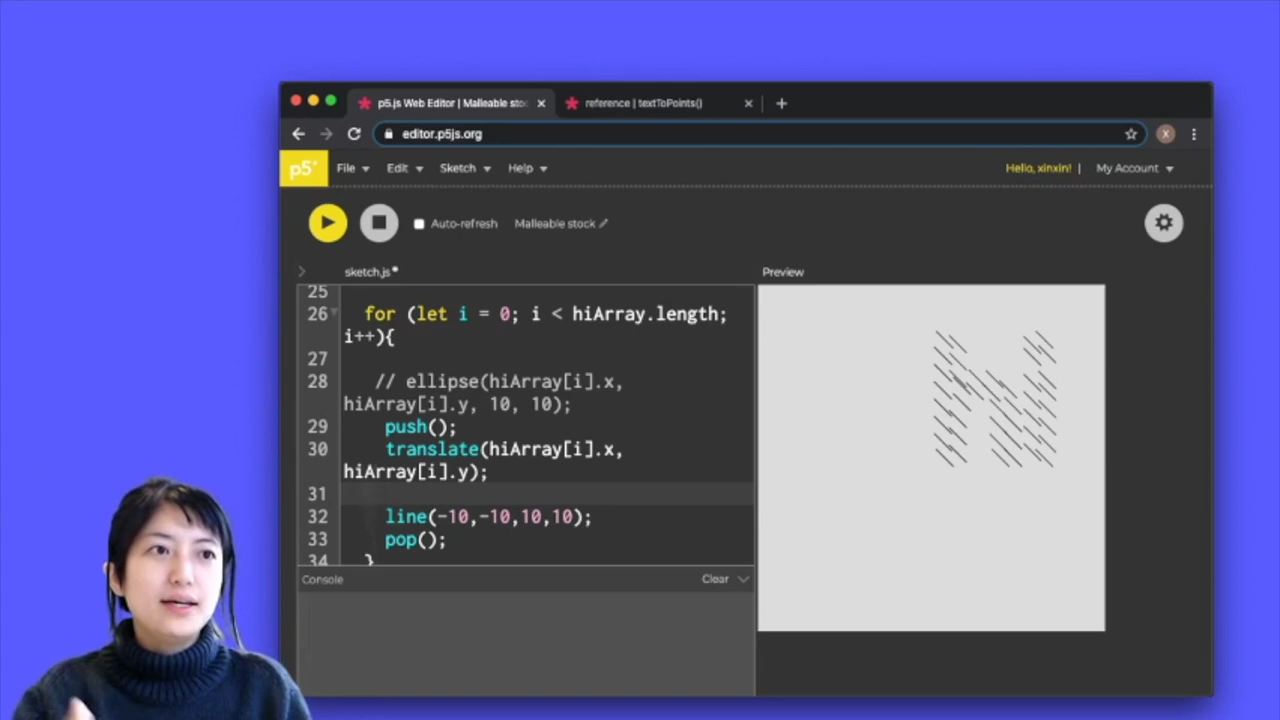 p5.js Web Editor | Malleable sto
reference | textToPoints()
editor.p5js.org
X
p5* File Edit Sketch Help Hello, xinxin! | My Account
Auto-refresh Malleable stock
sketch.js Preview
25
26 for (let i = 0; i < hiArray.length;
i++){
27
28 // ellipse(hiArray[i].x,
hiArray[i].y, 10, 10);
29 push();
30 translate(hiArray[i].x,
hiArray[i].y);
31
32 line(-10,-10,10,10);
33 pop();
34 }
Console Clear
N